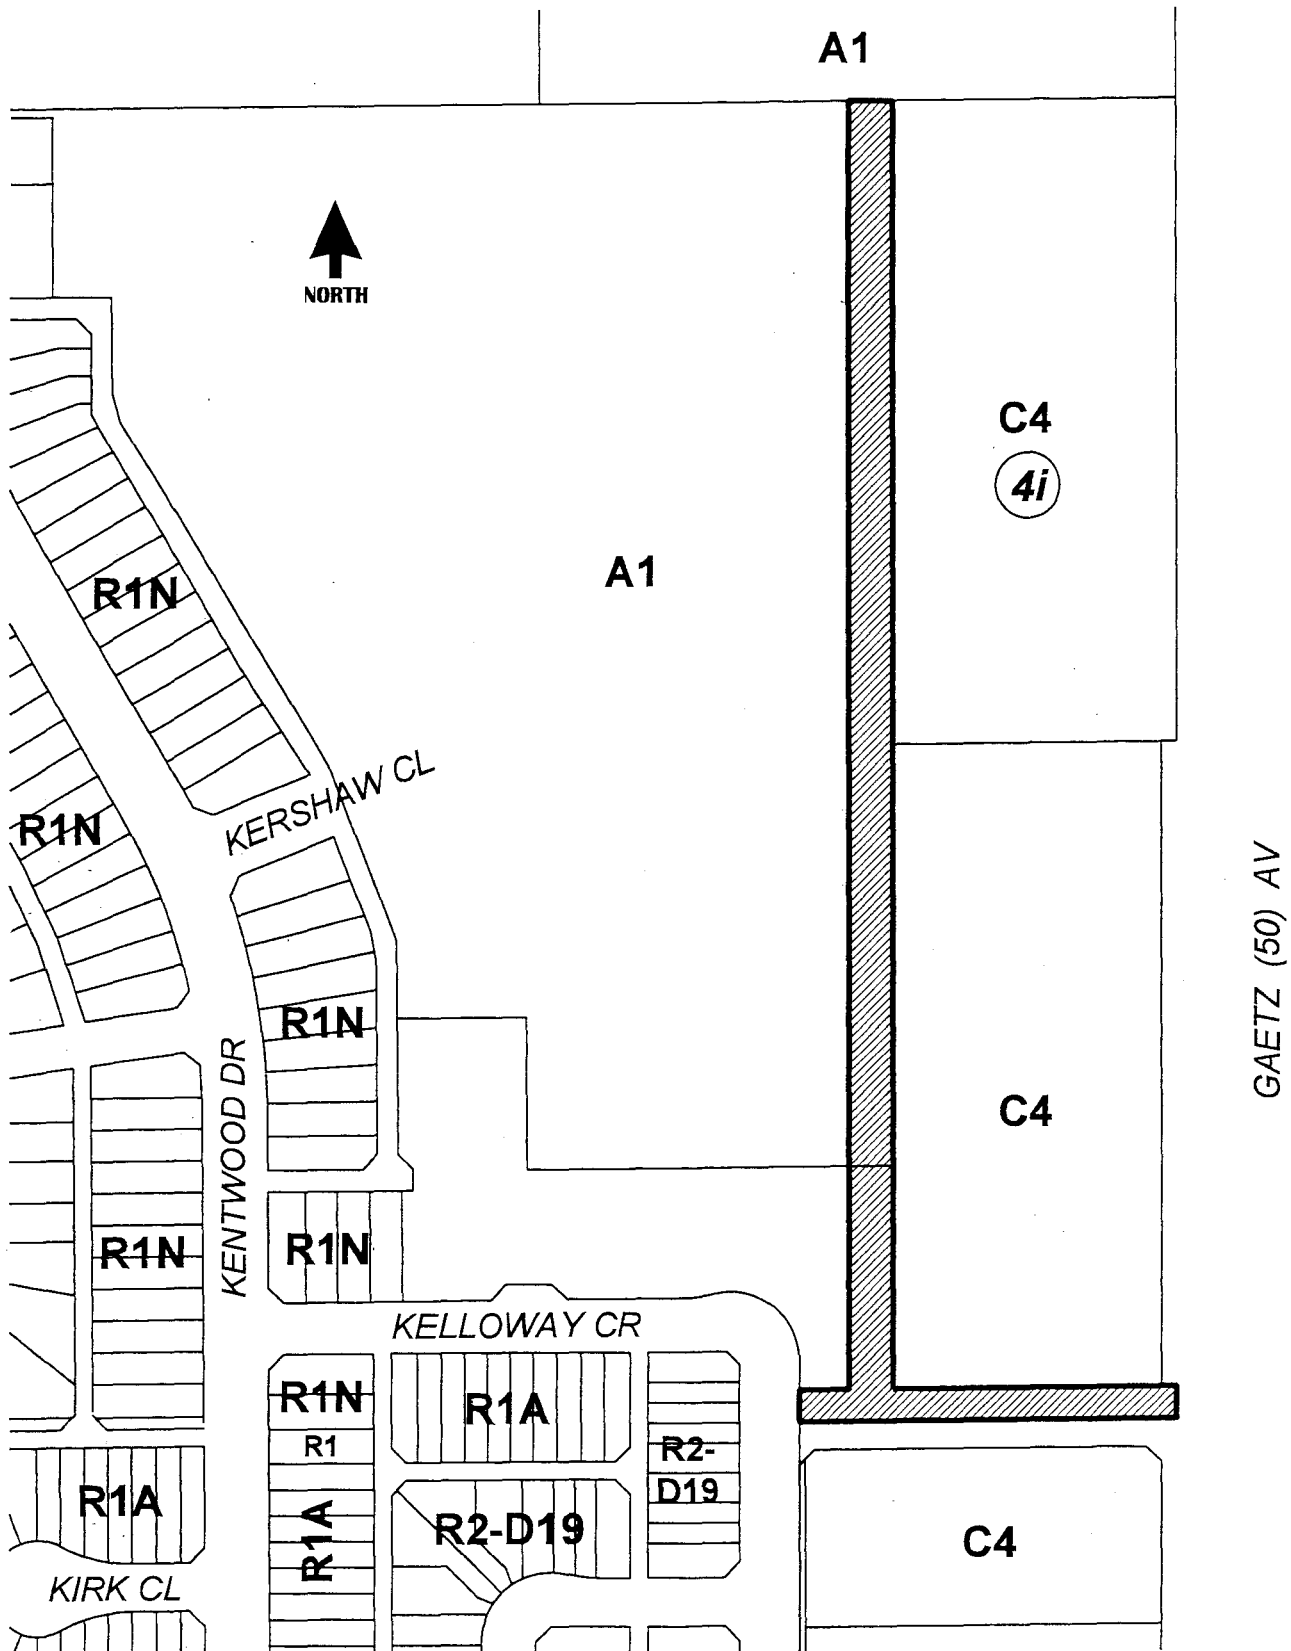 A1
NORTH
C4
4i
A1
R1N
KERSHAW CL
R1N
GAETZ (50) AV
R1N
KENTWOOD DR
C4
R1N
R1N
KELLOWAY CR
R1N
R1A
R1
R2-
D19
R1A
R1A
R2-D19
C4
KIRK CL